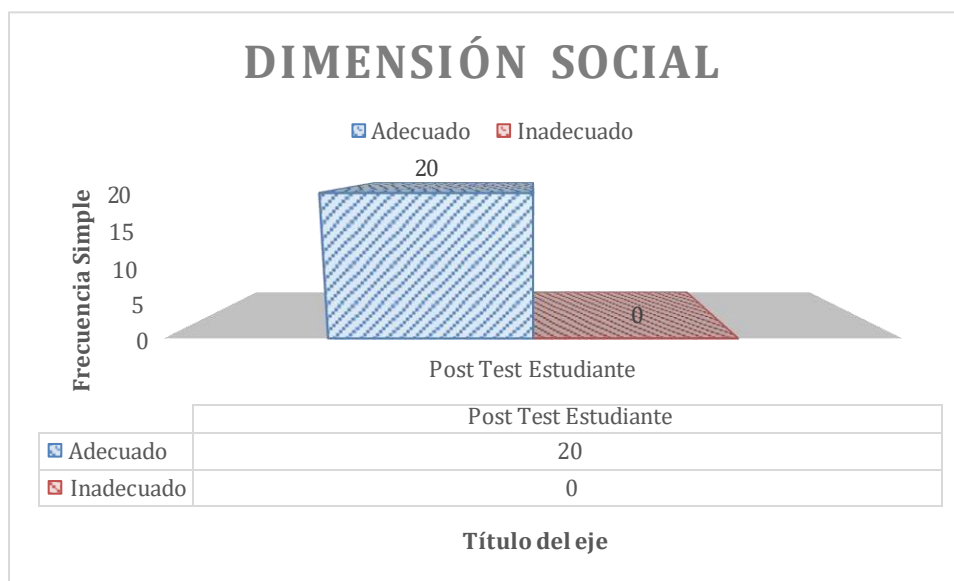 DIMENSIÓN SOCIAL
Adecuado Inadecuado
20
Frecuencia Simple
20
15
10
5
0
0
Post Test Estudiante
Post Test Estudiante
Adecuado 20
Inadecuado 0
Título del eje